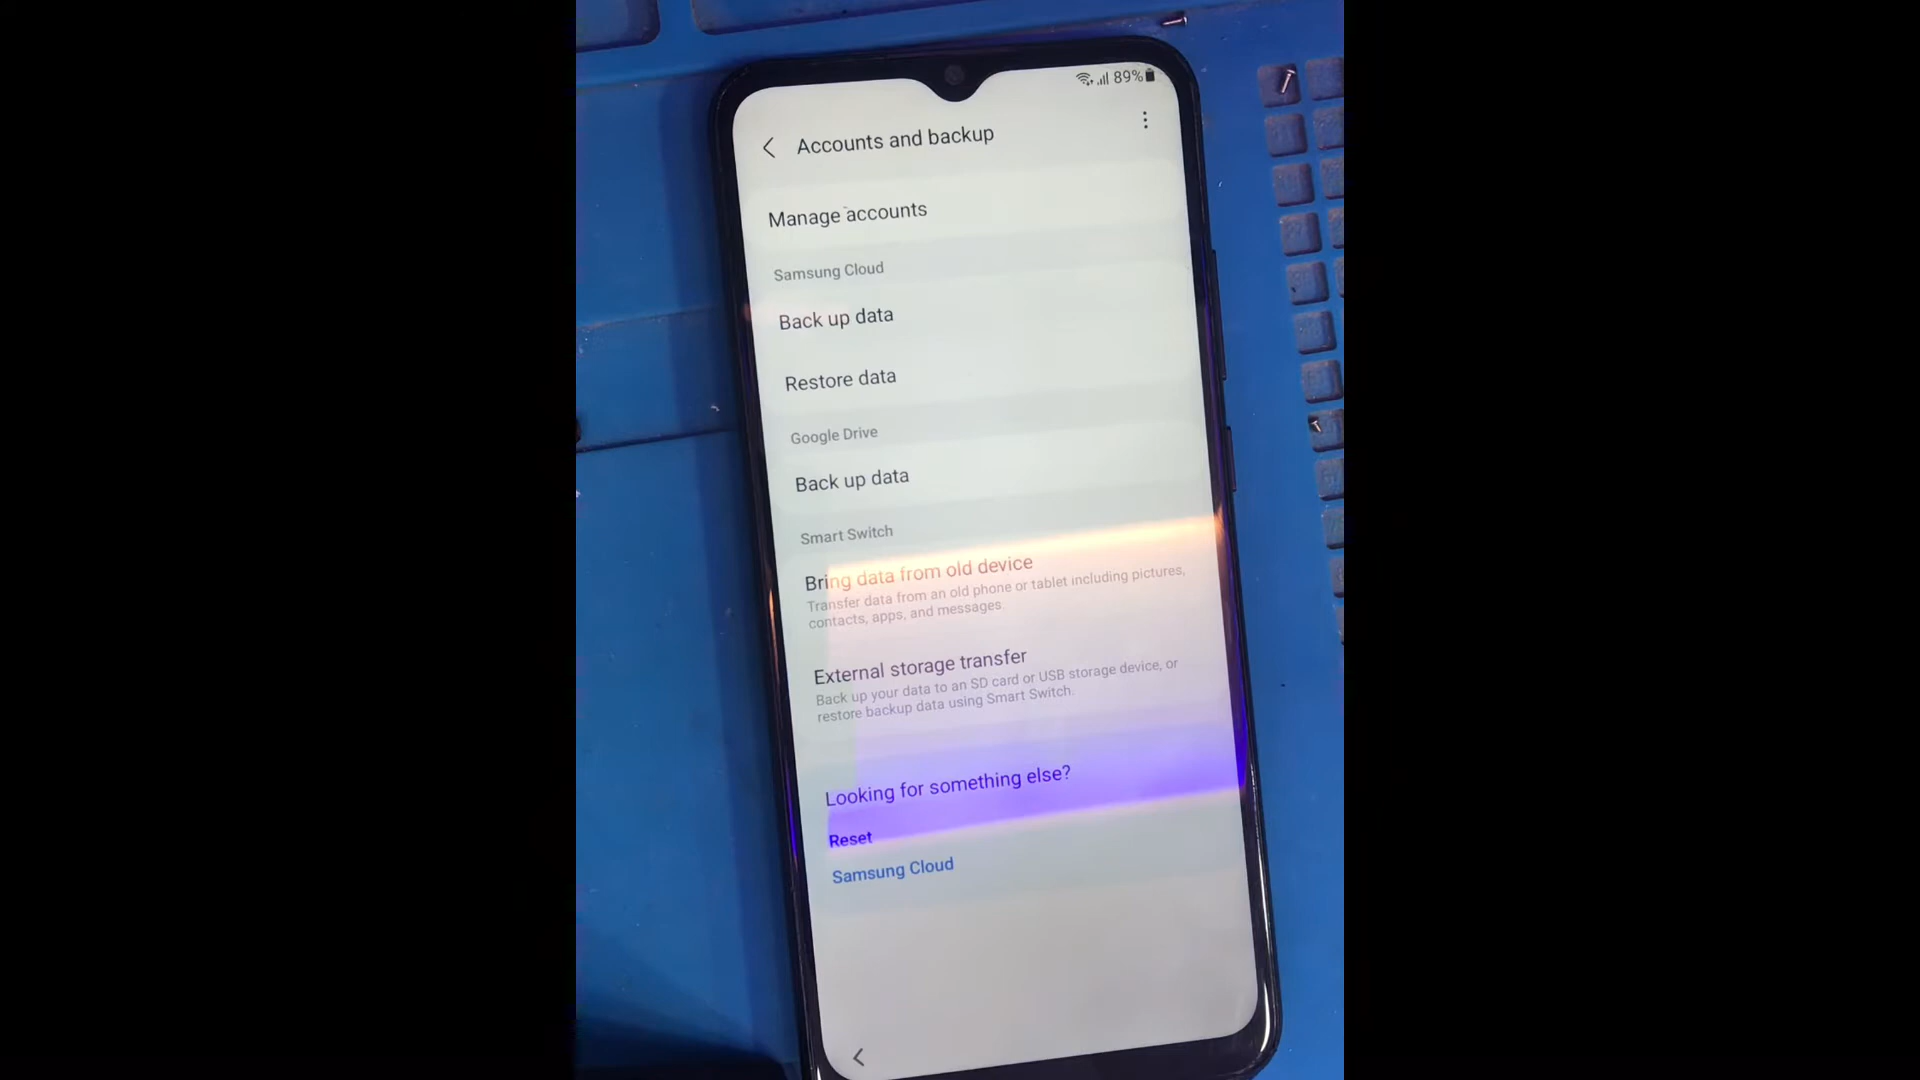 89%
Accounts and backup
Manage accounts
Samsung Cloud
Back up data
Restore data
Google Drive
Back up data
Smart Switch
Bring data from old device
Transfer data from an old phone or tablet including pictures,
contacts, apps, and messages.
External storage transfer
Back up your data to an SD card or USB storage device, or
restore backup data using Smart Switch.
Looking for something else?
Reset
Samsung Cloud